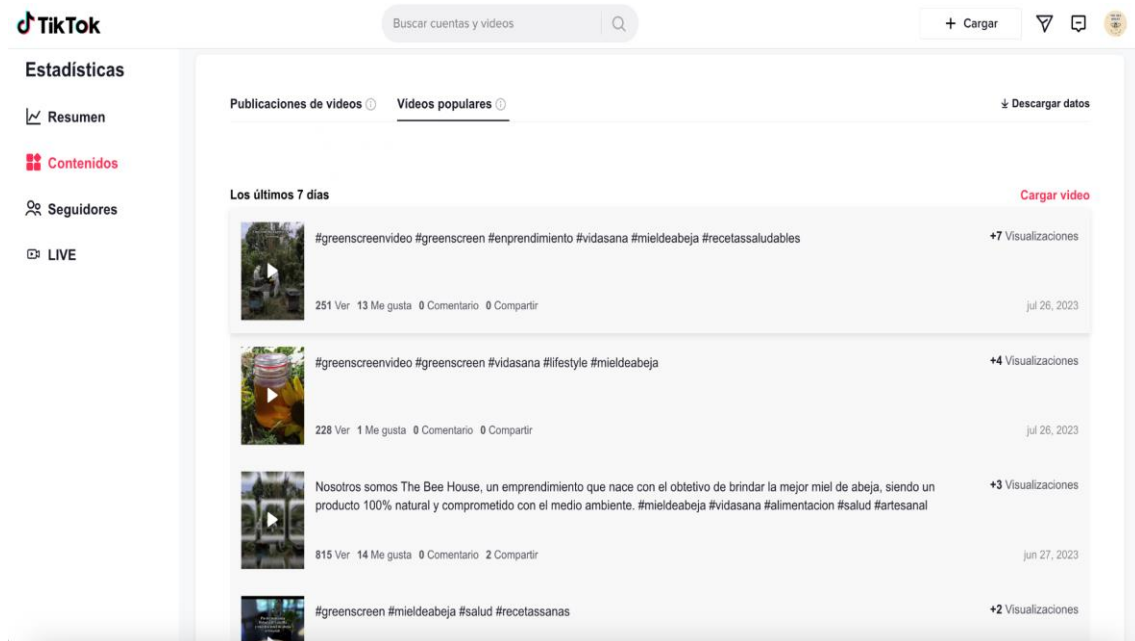 TikTok
Buscar cuentas y videos
+ Cargar
Estadísticas
Resumen
Contenidos
Seguidores
LIVE
Publicaciones de videos
Videos populares
Descargar datos
Los últimos 7 días
Cargar video
#greenscreenvideo #greenscreen #enprendimiento #vidasana #mieldeabeja #recetassaludables
+7 Visualizaciones
251 Ver 13 Me gusta 0 Comentario 0 Compartir
jul 26, 2023
#greenscreenvideo #greenscreen #vidasana #lifestyle #mieldeabeja
+4 Visualizaciones
228 Ver 1 Me gusta 0 Comentario 0 Compartir
jul 26, 2023
Nosotros somos The Bee House, un emprendimiento que nace con el obtetivo de brindar la mejor miel de abeja, siendo un
producto 100% natural y comprometido con el medio ambiente. #mieldeabeja #vidasana #alimentacion #salud #artesanal
+3 Visualizaciones
815 Ver 14 Me gusta 0 Comentario 2 Compartir
jun 27, 2023
#greenscreen #mieldeabeja #salud #recetassanas
+2 Visualizaciones